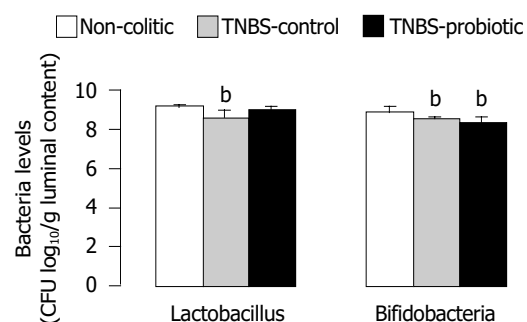 Non-colitic TNBS-control TNBS-probiotic
Bacteria levels
(CFU log₁₀/g luminal content)
10
8
6
4
2
0
b
b b
Lactobacillus Bifidobacteria